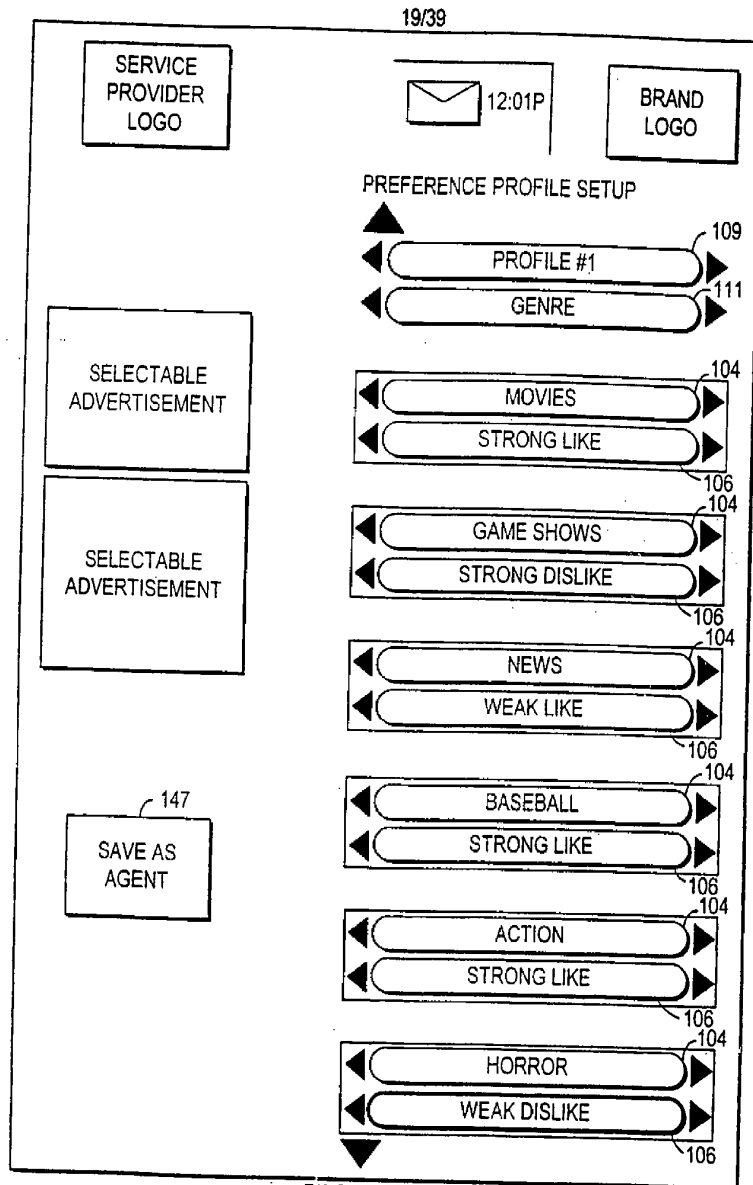 19/39
SERVICE
PROVIDER
LOGO
12:01P
BRAND
LOGO
PREFERENCE PROFILE SETUP
109
PROFILE #1
111
GENRE
SELECTABLE
ADVERTISEMENT
104
MOVIES
STRONG LIKE
106
SELECTABLE
ADVERTISEMENT
104
GAME SHOWS
STRONG DISLIKE
106
104
NEWS
WEAK LIKE
106
147
SAVE AS
AGENT
104
BASEBALL
STRONG LIKE
106
104
ACTION
STRONG LIKE
106
104
HORROR
WEAK DISLIKE
106